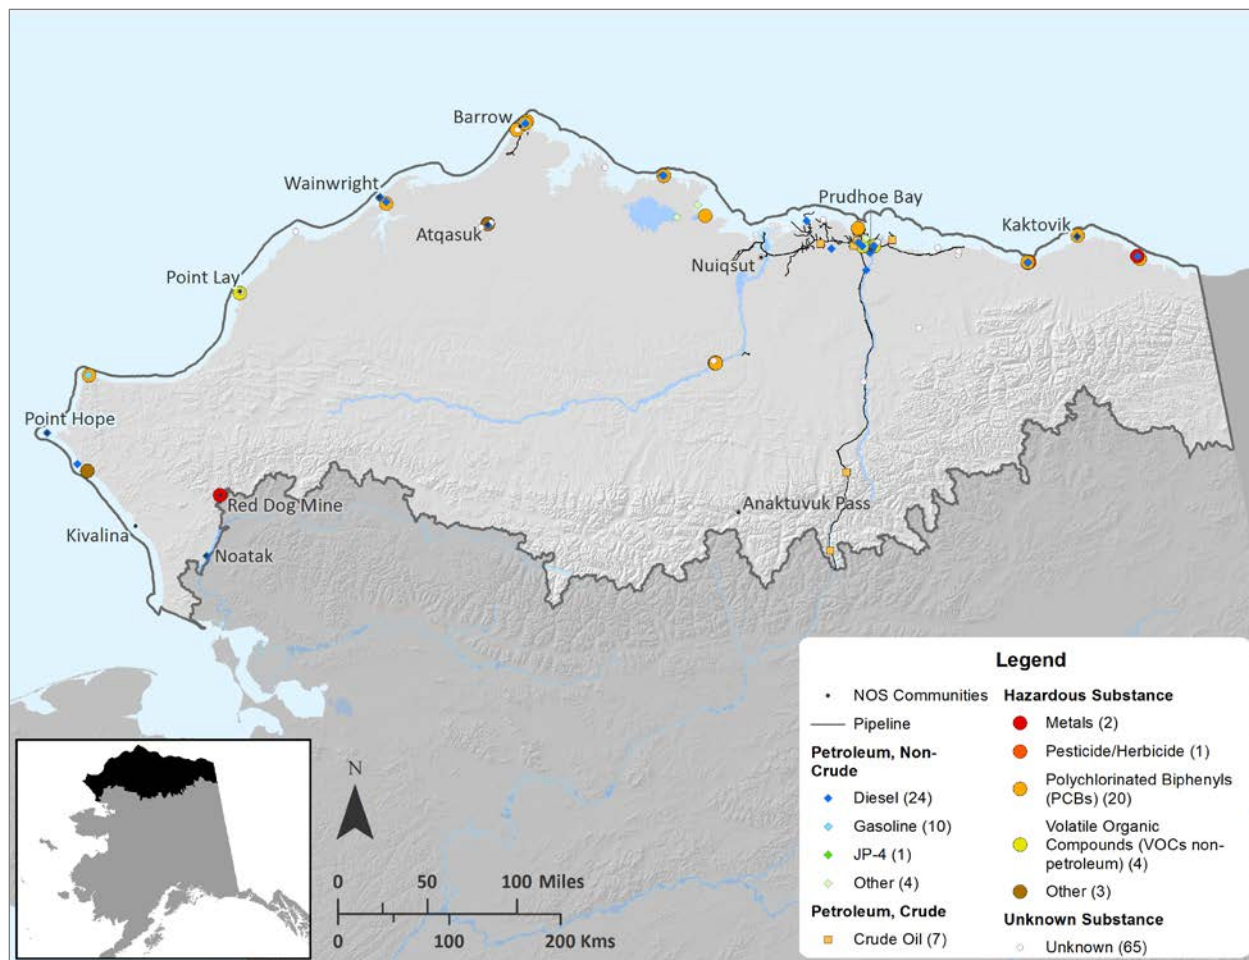 Barrow
Wainwright
Prudhoe Bay
Kaktovik
Atqasuk
Nuiqsut
Point Lay
Point Hope
Red Dog Mine
Anaktuvuk Pass
Kivalina
Noatak
N
0 50 100 Miles
0 100 200 Kms
Legend
NOS Communities
Pipeline
Petroleum, Non-
Crude
Diesel (24)
Gasoline (10)
JP-4 (1)
Other (4)
Petroleum, Crude
Crude Oil (7)
Hazardous Substance
Metals (2)
Pesticide/Herbicide (1)
Polychlorinated Biphenyls
(PCBs) (20)
Volatile Organic
Compounds (VOCs non-
petroleum) (4)
Other (3)
Unknown Substance
Unknown (65)